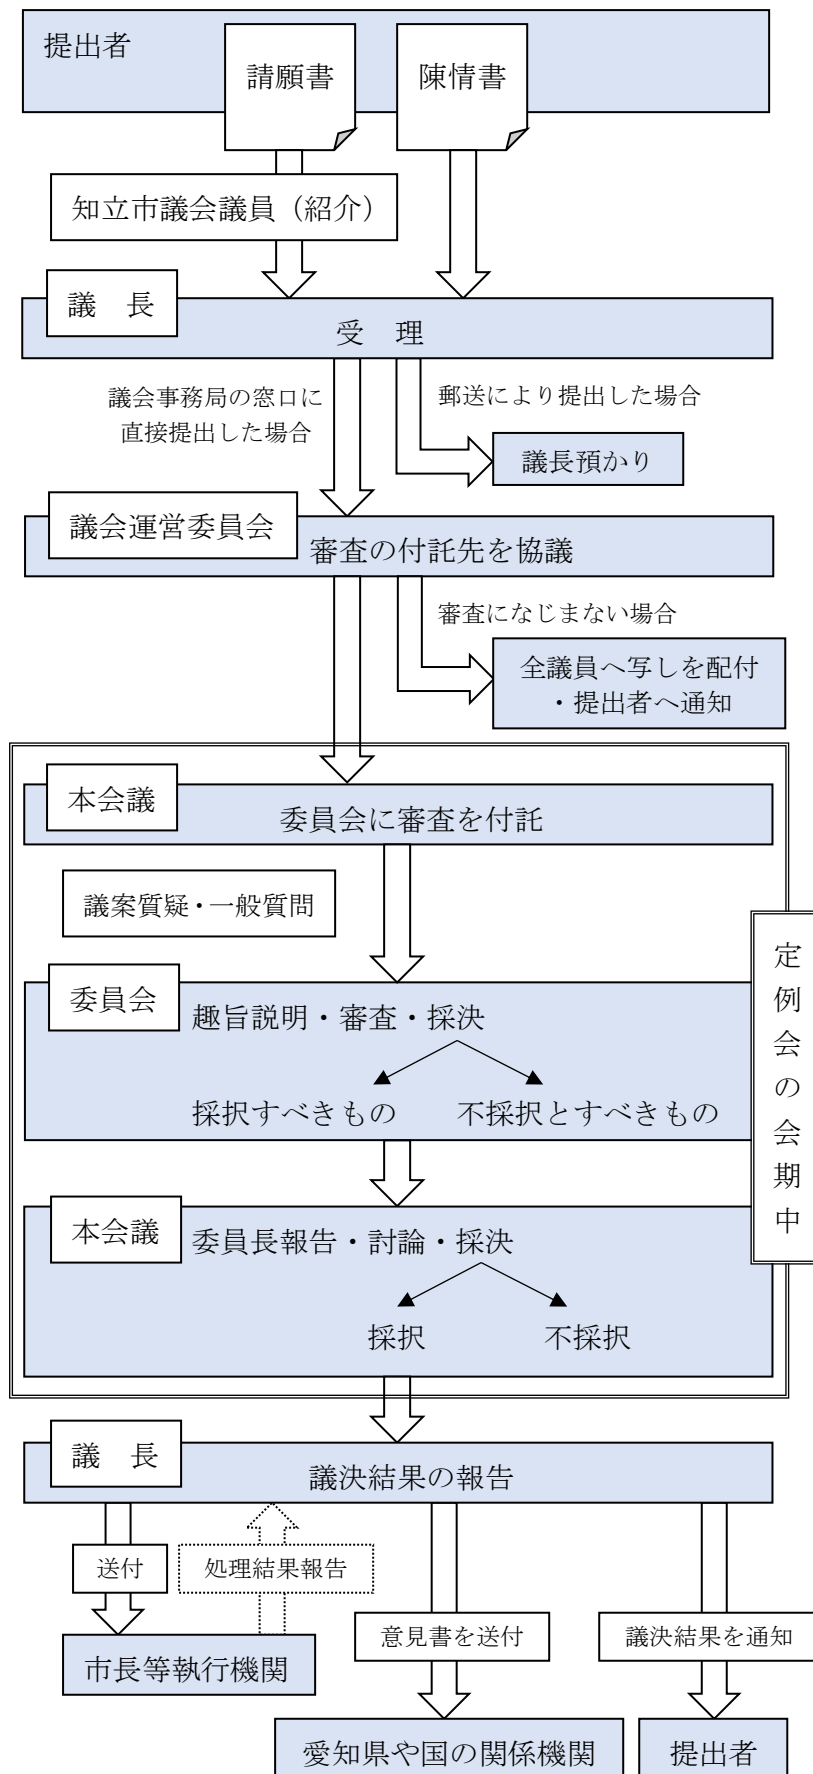 提出者
請願書
陳情書
知立市議会議員（紹介）
議　長
受　理
議会事務局の窓口に
直接提出した場合
郵送により提出した場合
議長預かり
議会運営委員会
審査の付託先を協議
審査になじまない場合
全議員へ写しを配付
・提出者へ通知
本会議
委員会に審査を付託
議案質疑・一般質問
定例会の会期中
委員会
趣旨説明・審査・採決
採択すべきもの
不採択とすべきもの
本会議
委員長報告・討論・採決
採択
不採択
議　長
議決結果の報告
送付
処理結果報告
意見書を送付
議決結果を通知
市長等執行機関
愛知県や国の関係機関
提出者